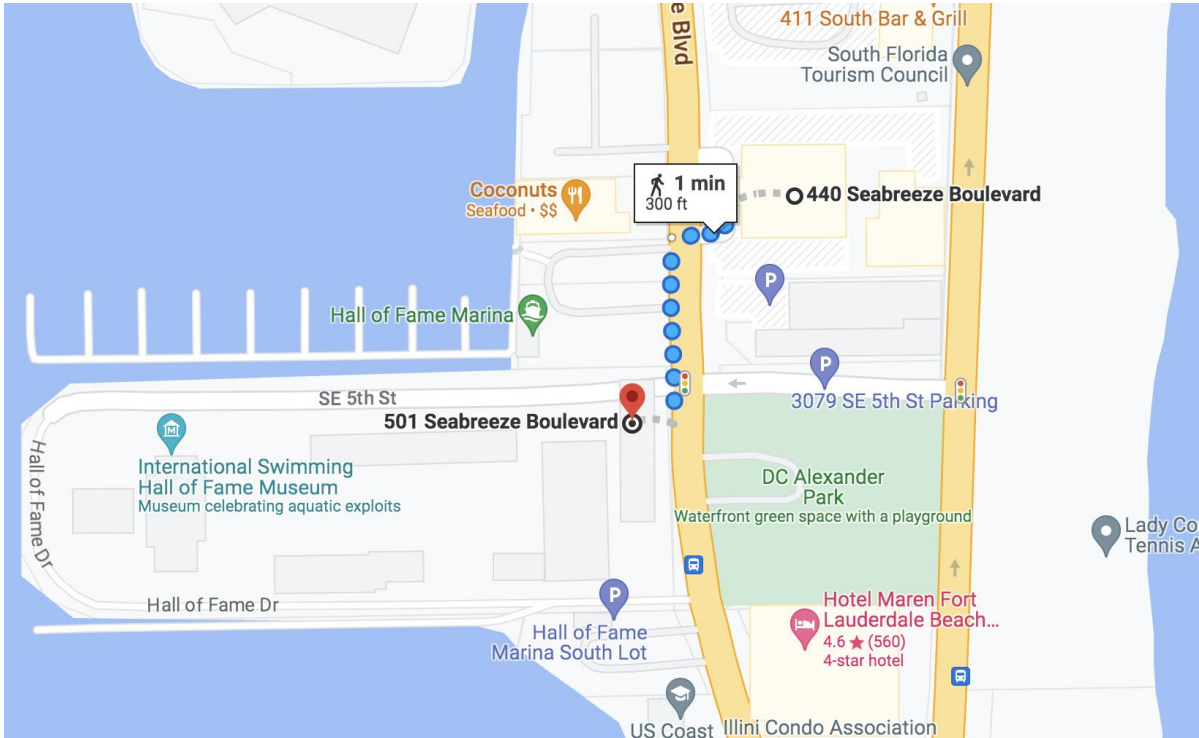 e Blvd
411 South Bar & Grill
South Florida
Tourism Council
1 min
300 ft
Coconuts
Seafood • $$
440 Seabreeze Boulevard
P
Hall of Fame Marina
P
SE 5th St
3079 SE 5th St Parking
501 Seabreeze Boulevard
M
International Swimming
Hall of Fame Museum
Museum celebrating aquatic exploits
Hall of Fame Dr
DC Alexander
Park
Waterfront green space with a playground
Lady Co
Tennis A
Hall of Fame Dr
P
Hall of Fame
Marina South Lot
Hotel Maren Fort
Lauderdale Beach...
4.6 ★ (560)
4-star hotel
US Coast
Illini Condo Association